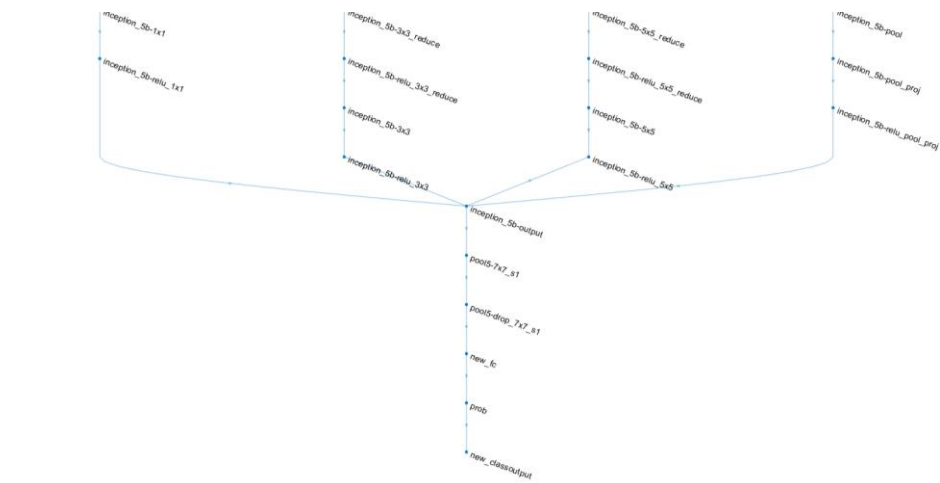 inception_5b-1x1
inception_5b-3x3_reduce
inception_5b-5x5_reduce
inception_5b-pool
inception_5b-relu_1x1
inception_5b-relu_3x3_reduce
inception_5b-relu_5x5_reduce
inception_5b-pool_proj
inception_5b-3x3
inception_5b-5x5
inception_5b-relu_pool_proj
inception_5b-relu_3x3
inception_5b-relu_5x5
inception_5b-output
pool5-7x7_s1
pool5-drop_7x7_s1
new_fc
prob
new_classoutput